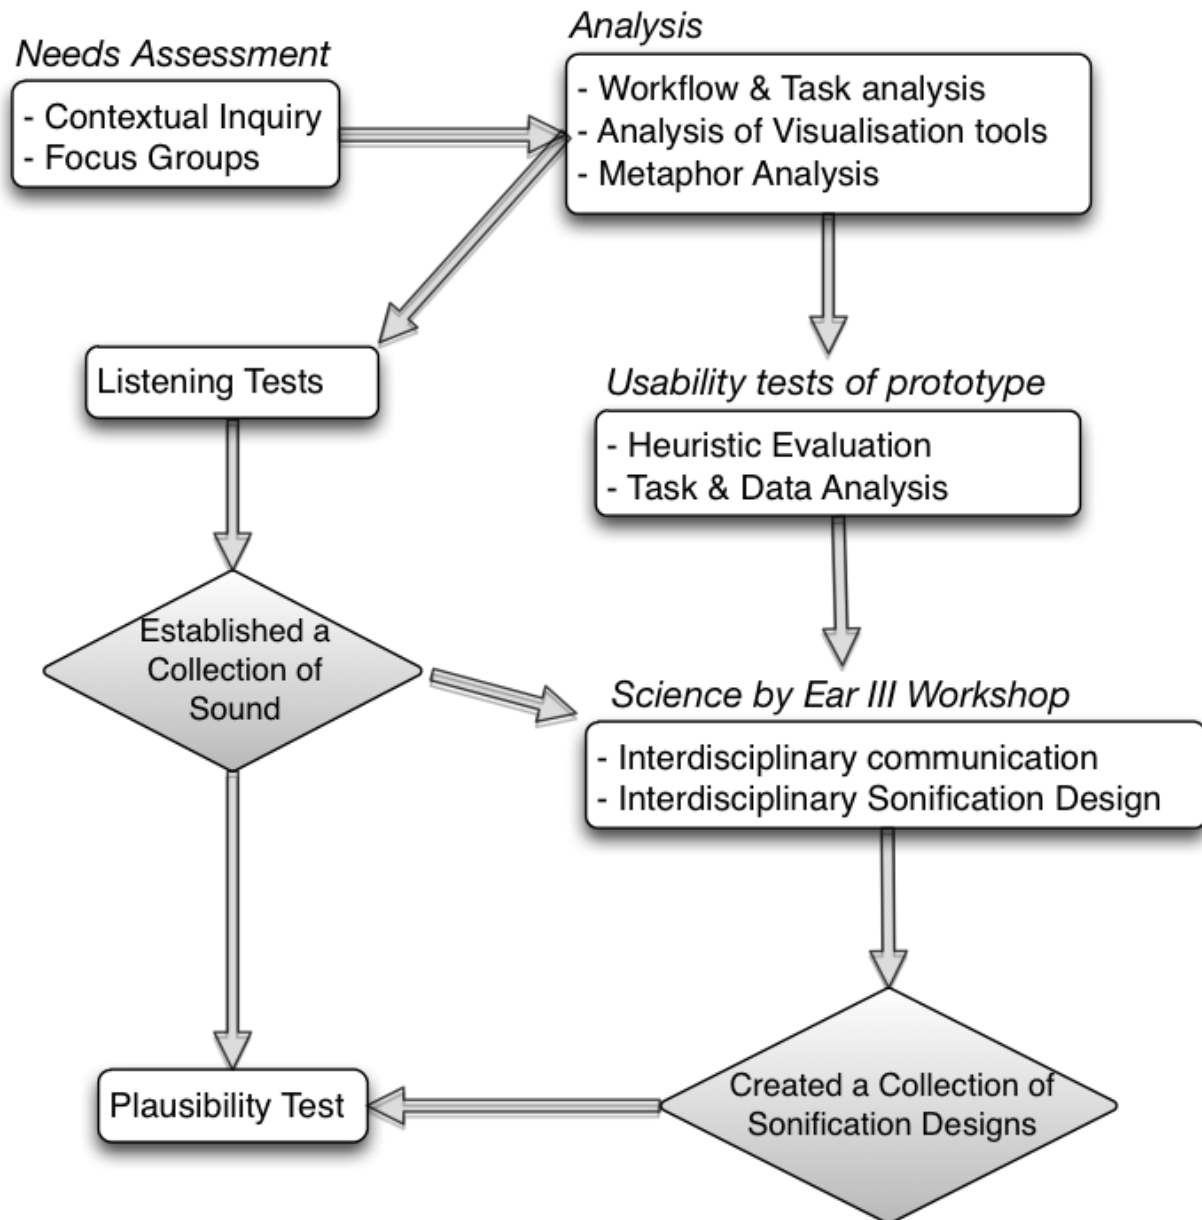 Needs Assessment
- Contextual Inquiry
- Focus Groups
Analysis
- Workflow & Task analysis
- Analysis of Visualisation tools
- Metaphor Analysis
Listening Tests
Usability tests of prototype
- Heuristic Evaluation
- Task & Data Analysis
Established a
Collection of
Sound
Science by Ear III Workshop
- Interdisciplinary communication
- Interdisciplinary Sonification Design
Plausibility Test
Created a Collection of
Sonification Designs